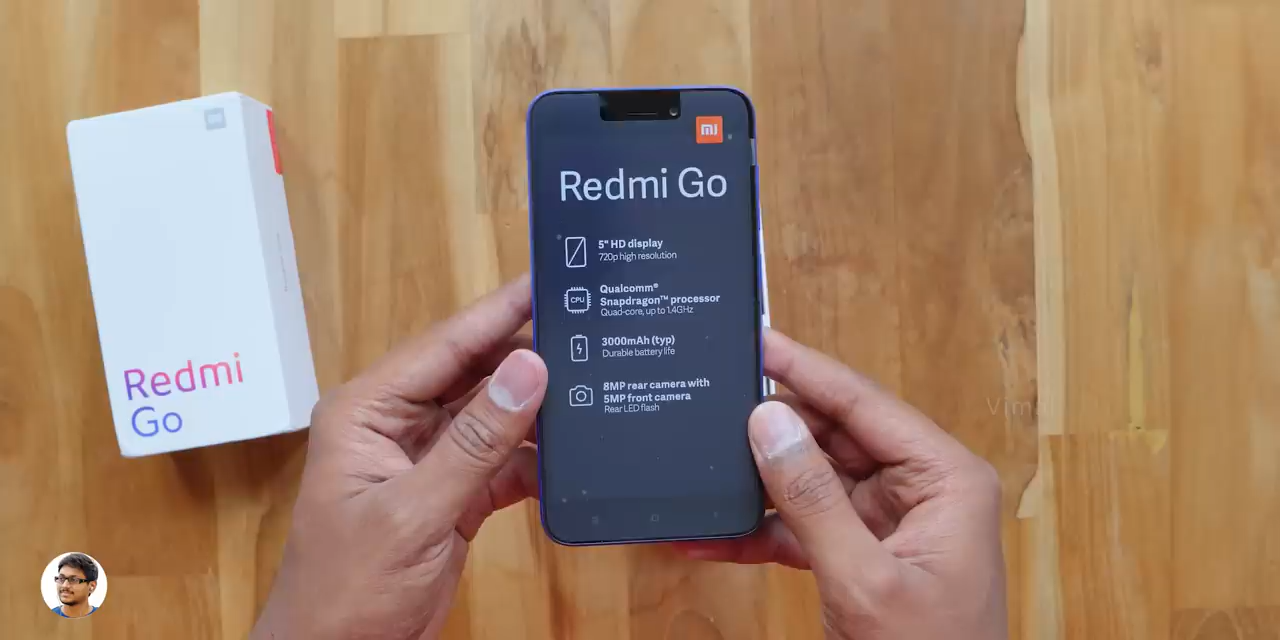 Redmi
Go
mi
Redmi Go
5" HD display
720p high resolution
CPU
Qualcomm®
Snapdragon™ processor
Quad-core, up to 1.4GHz
3000mAh (typ)
Durable battery life
8MP rear camera with
5MP front camera
Rear LED flash